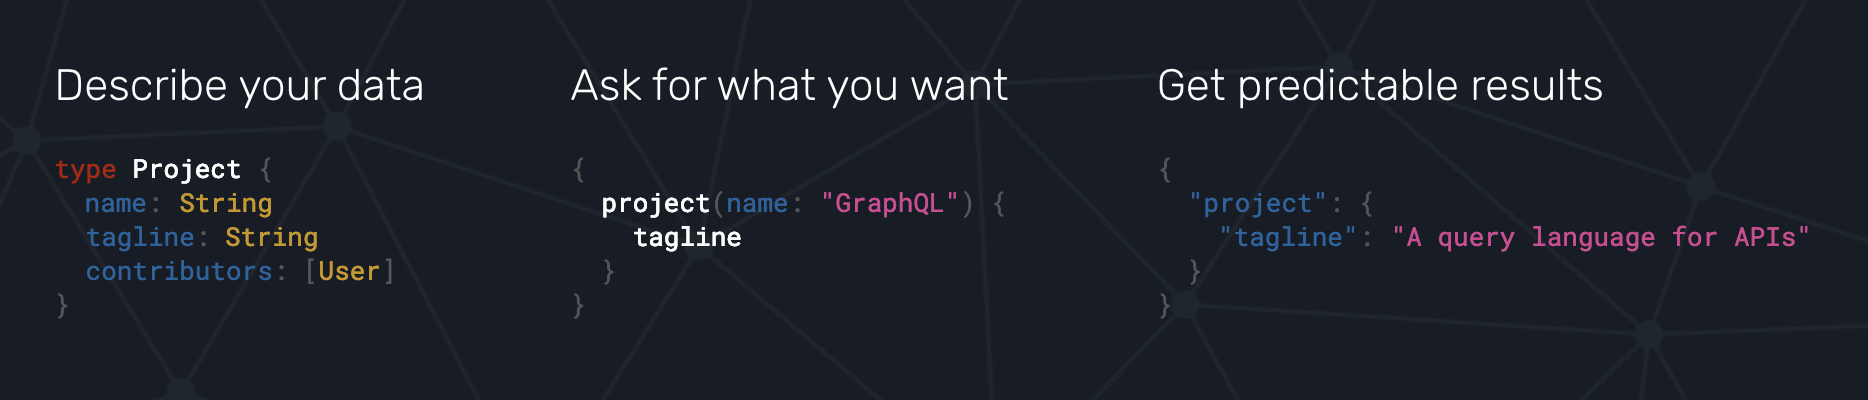 Describe your data
type Project {
  name: String
  tagline: String
  contributors: [User]
}
Ask for what you want
{
  project(name: "GraphQL") {
    tagline
  }
}
Get predictable results
{
  "project": {
    "tagline": "A query language for APIs"
  }
}